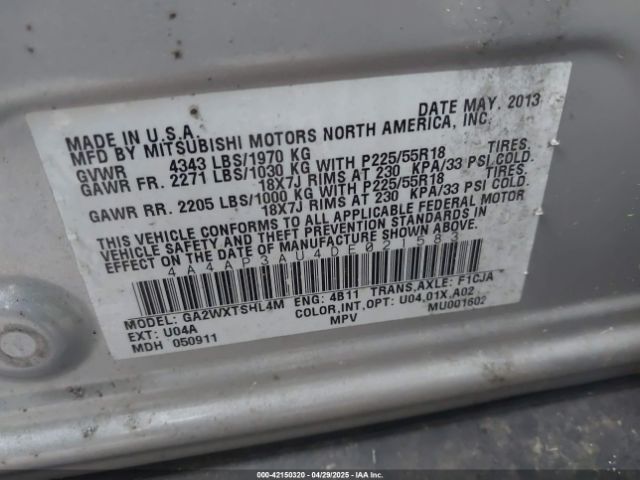 MADE IN U.S.A. DATE MAY, 2013
MFD BY MITSUBISHI MOTORS NORTH AMERICA, INC.
GVWR 4343 LBS/1970 KG
GAWR FR. 2271 LBS/1030 KG WITH P225/55R18 TIRES.
18X7J RIMS AT 230 KPA/33 PSI COLD.
GAWR RR. 2205 LBS/1000 KG WITH P225/55R18 TIRES.
18X7J RIMS AT 230 KPA/33 PSI COLD.
THIS VEHICLE CONFORMS TO ALL APPLICABLE FEDERAL MOTOR
VEHICLE SAFETY AND THEFT PREVENTION STANDARDS IN
EFFECT ON THE DATE OF MANUFACTURE SHOWN ABOVE.
4A4AP3AU4DE021583
MODEL: GA2WXTSHL4M ENG: 4B11 TRANS,AXLE: F1CJA
EXT: U04A COLOR,INT,OPT: U04,01X,A02
MDH 050911 MPV MU001602
000-42150320 - 04/29/2025 - IAA